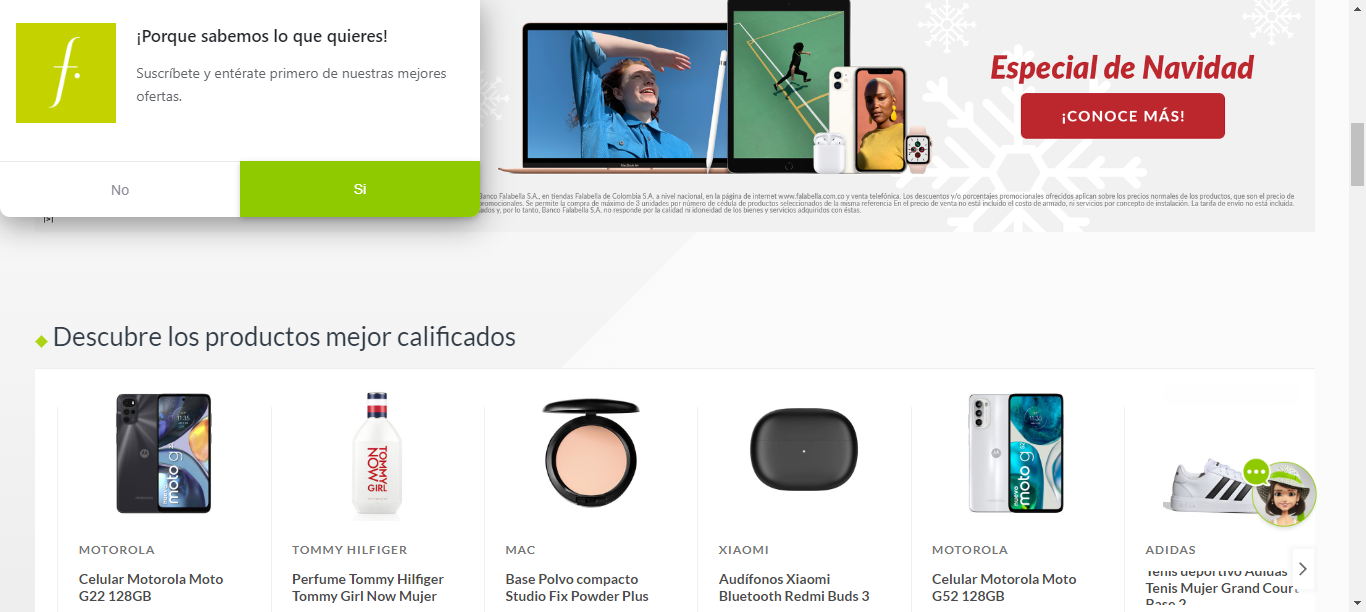 ¡Porque sabemos lo que quieres!
Suscríbete y entérate primero de nuestras mejores
ofertas.
No
Si
Especial de Navidad
¡CONOCE MÁS!
Banco Falabella S.A., en tiendas Falabella de Colombia S.A. a nivel nacional, en la página de internet www.falabella.com.co y venta telefónica. Los descuentos y/o porcentajes promocionales ofrecidos aplican sobre los precios normales de los productos, que son el precio de
promocionales. Se permite la compra de máximo de 3 unidades por número de cédula de productos seleccionados de la misma referencia En el precio de venta no está incluido el costo de armado, ni servicios por concepto de instalación. La tarifa de envío no está incluida.
y, por lo tanto, Banco Falabella S.A. no responde por la calidad ni idoneidad de los bienes y servicios adquiridos con éstas.
Descubre los productos mejor calificados
MOTOROLA
Celular Motorola Moto
G22 128GB
TOMMY HILFIGER
Perfume Tommy Hilfiger
Tommy Girl Now Mujer
MAC
Base Polvo compacto
Studio Fix Powder Plus
XIAOMI
Audífonos Xiaomi
Bluetooth Redmi Buds 3
MOTOROLA
Celular Motorola Moto
G52 128GB
ADIDAS
Tenis deportivo Adidas
Tenis Mujer Grand Court
Base 2
TOMMY
NOW
GIRL